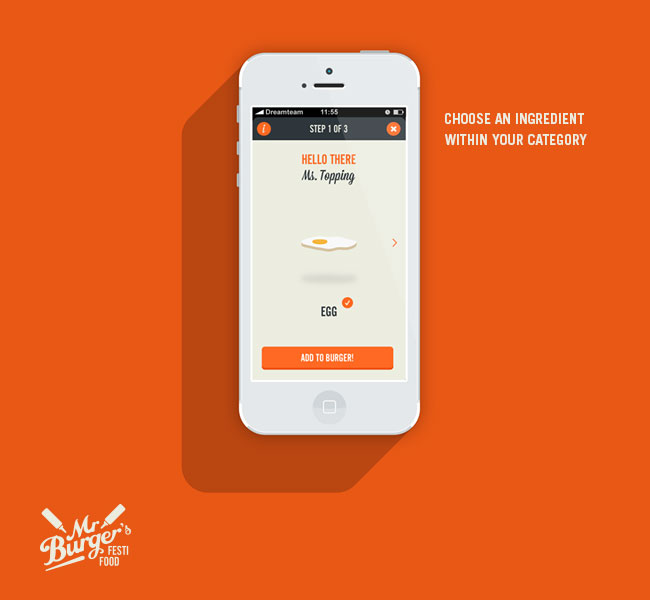 Dreamteam 11:55
i STEP 1 OF 3
HELLO THERE
Ms. Topping
EGG
ADD TO BURGER!
CHOOSE AN INGREDIENT
WITHIN YOUR CATEGORY
Mr
Burger's
FESTI
FOOD